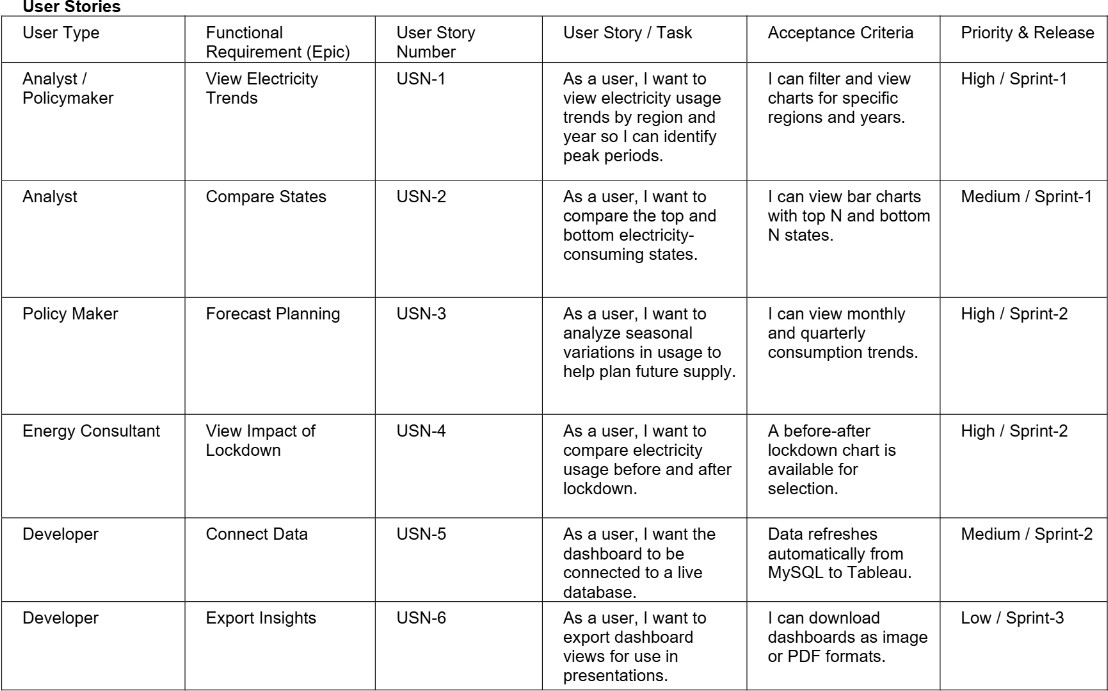 User Stories
User Type
Functional
Requirement (Epic)
User Story
Number
User Story / Task
Acceptance Criteria
Priority & Release
Analyst /
Policymaker
View Electricity
Trends
USN-1
As a user, I want to
view electricity usage
trends by region and
year so I can identify
peak periods.
I can filter and view
charts for specific
regions and years.
High / Sprint-1
Analyst
Compare States
USN-2
As a user, I want to
compare the top and
bottom electricity-
consuming states.
I can view bar charts
with top N and bottom
N states.
Medium / Sprint-1
Policy Maker
Forecast Planning
USN-3
As a user, I want to
analyze seasonal
variations in usage to
help plan future supply.
I can view monthly
and quarterly
consumption trends.
High / Sprint-2
Energy Consultant
View Impact of
Lockdown
USN-4
As a user, I want to
compare electricity
usage before and after
lockdown.
A before-after
lockdown chart is
available for
selection.
High / Sprint-2
Developer
Connect Data
USN-5
As a user, I want the
dashboard to be
connected to a live
database.
Data refreshes
automatically from
MySQL to Tableau.
Medium / Sprint-2
Developer
Export Insights
USN-6
As a user, I want to
export dashboard
views for use in
presentations.
I can download
dashboards as image
or PDF formats.
Low / Sprint-3